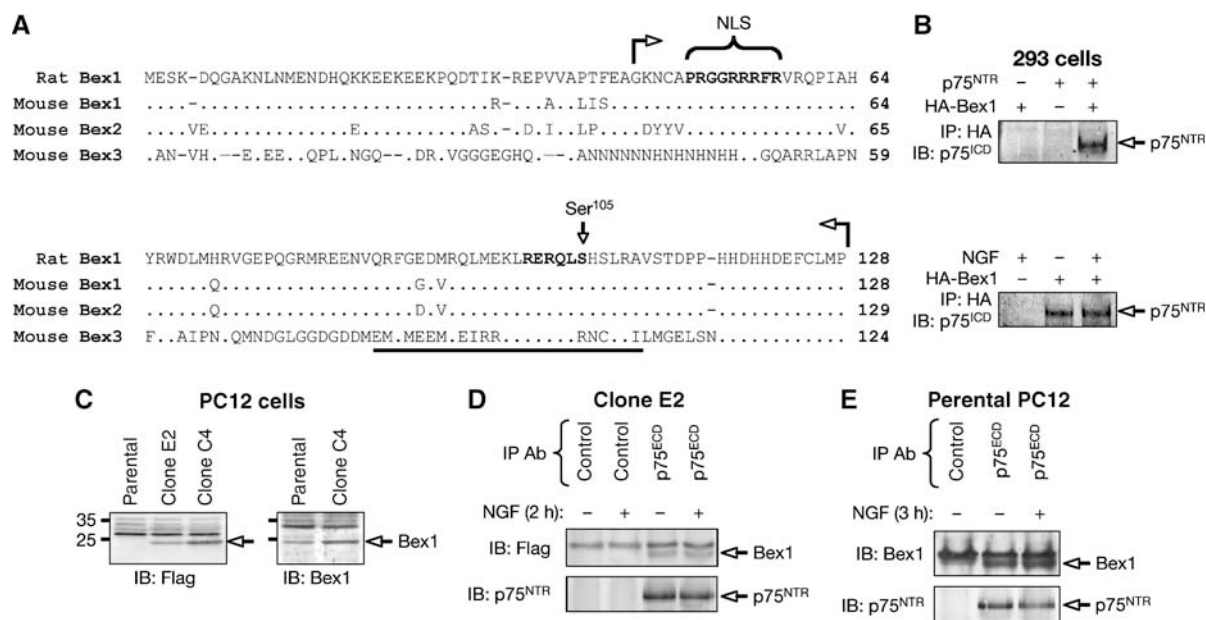 A
NLS
Rat Bex1 MESK-DQGAKNLNMENDHQKKEEKEEKPQDTIK-REPVVAPTFEAGKNCAPRGGRRRFRVRQPIAH 64
Mouse Bex1 ....-............................R-...A..LIS....................... 64
Mouse Bex2 ....VE.............E..........AS.-.D.I..LP....DYYV..............V. 65
Mouse Bex3 .AN-VH.--E.EE..QPL.NGQ--D.R.VGGGEGHQ.-ANNNNNNHNHNHNHH..GQARRLAPN 59
Ser105
Rat Bex1 YRWDLMHRVGEPQGRMREENVQRFGEDMRQLMEKLRERQLSHSLRAVSTDPP-HHDHHDEFCLMP 128
Mouse Bex1 ......Q..................G.V........................-............ 128
Mouse Bex2 ......Q..................D.V........................-............ 129
Mouse Bex3 F..AIPN.QMNDGLGGDGDDMEM.MEEM.EIRR.......RNC..ILMGELSN............ 124
B
293 cells
p75NTR – + +
HA-Bex1 + – +
IP: HA
IB: p75ICD
p75NTR
NGF + – +
HA-Bex1 – + +
IP: HA
IB: p75ICD
p75NTR
C
PC12 cells
Parental
Clone E2
Clone C4
Parental
Clone C4
35
25
Bex1
IB: Flag
IB: Bex1
D
Clone E2
IP Ab
Control
Control
p75ECD
p75ECD
NGF (2 h): – + – +
IB: Flag
Bex1
IB: p75NTR
p75NTR
E
Perental PC12
IP Ab
Control
p75ECD
p75ECD
NGF (3 h): – – +
IB: Bex1
Bex1
IB: p75NTR
p75NTR